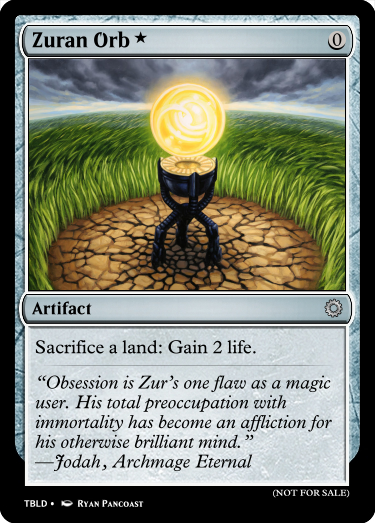 Zuran Orb ★ 0
Artifact
Sacrifice a land: Gain 2 life.
“Obsession is Zur’s one flaw as a magic
user. His total preoccupation with
immortality has become an affliction for
his otherwise brilliant mind.”
—Jodah, Archmage Eternal
(NOT FOR SALE)
TBLD • Ryan Pancoast